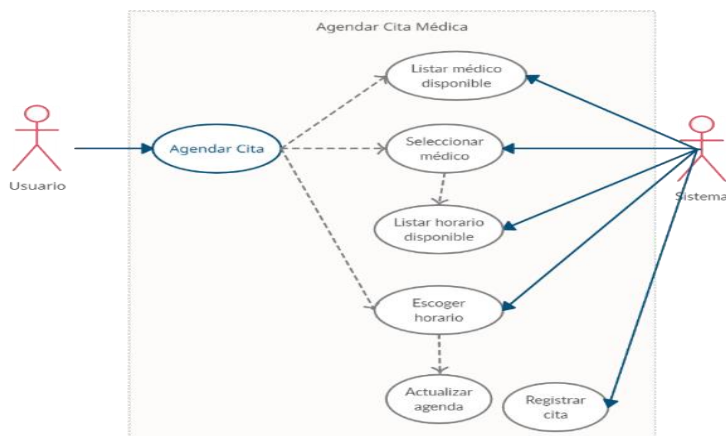 Agendar Cita Médica
Listar médico
disponible
Agendar Cita
Seleccionar
médico
Usuario
Sistema
Listar horario
disponible
Escoger
horario
Actualizar
agenda
Registrar
cita